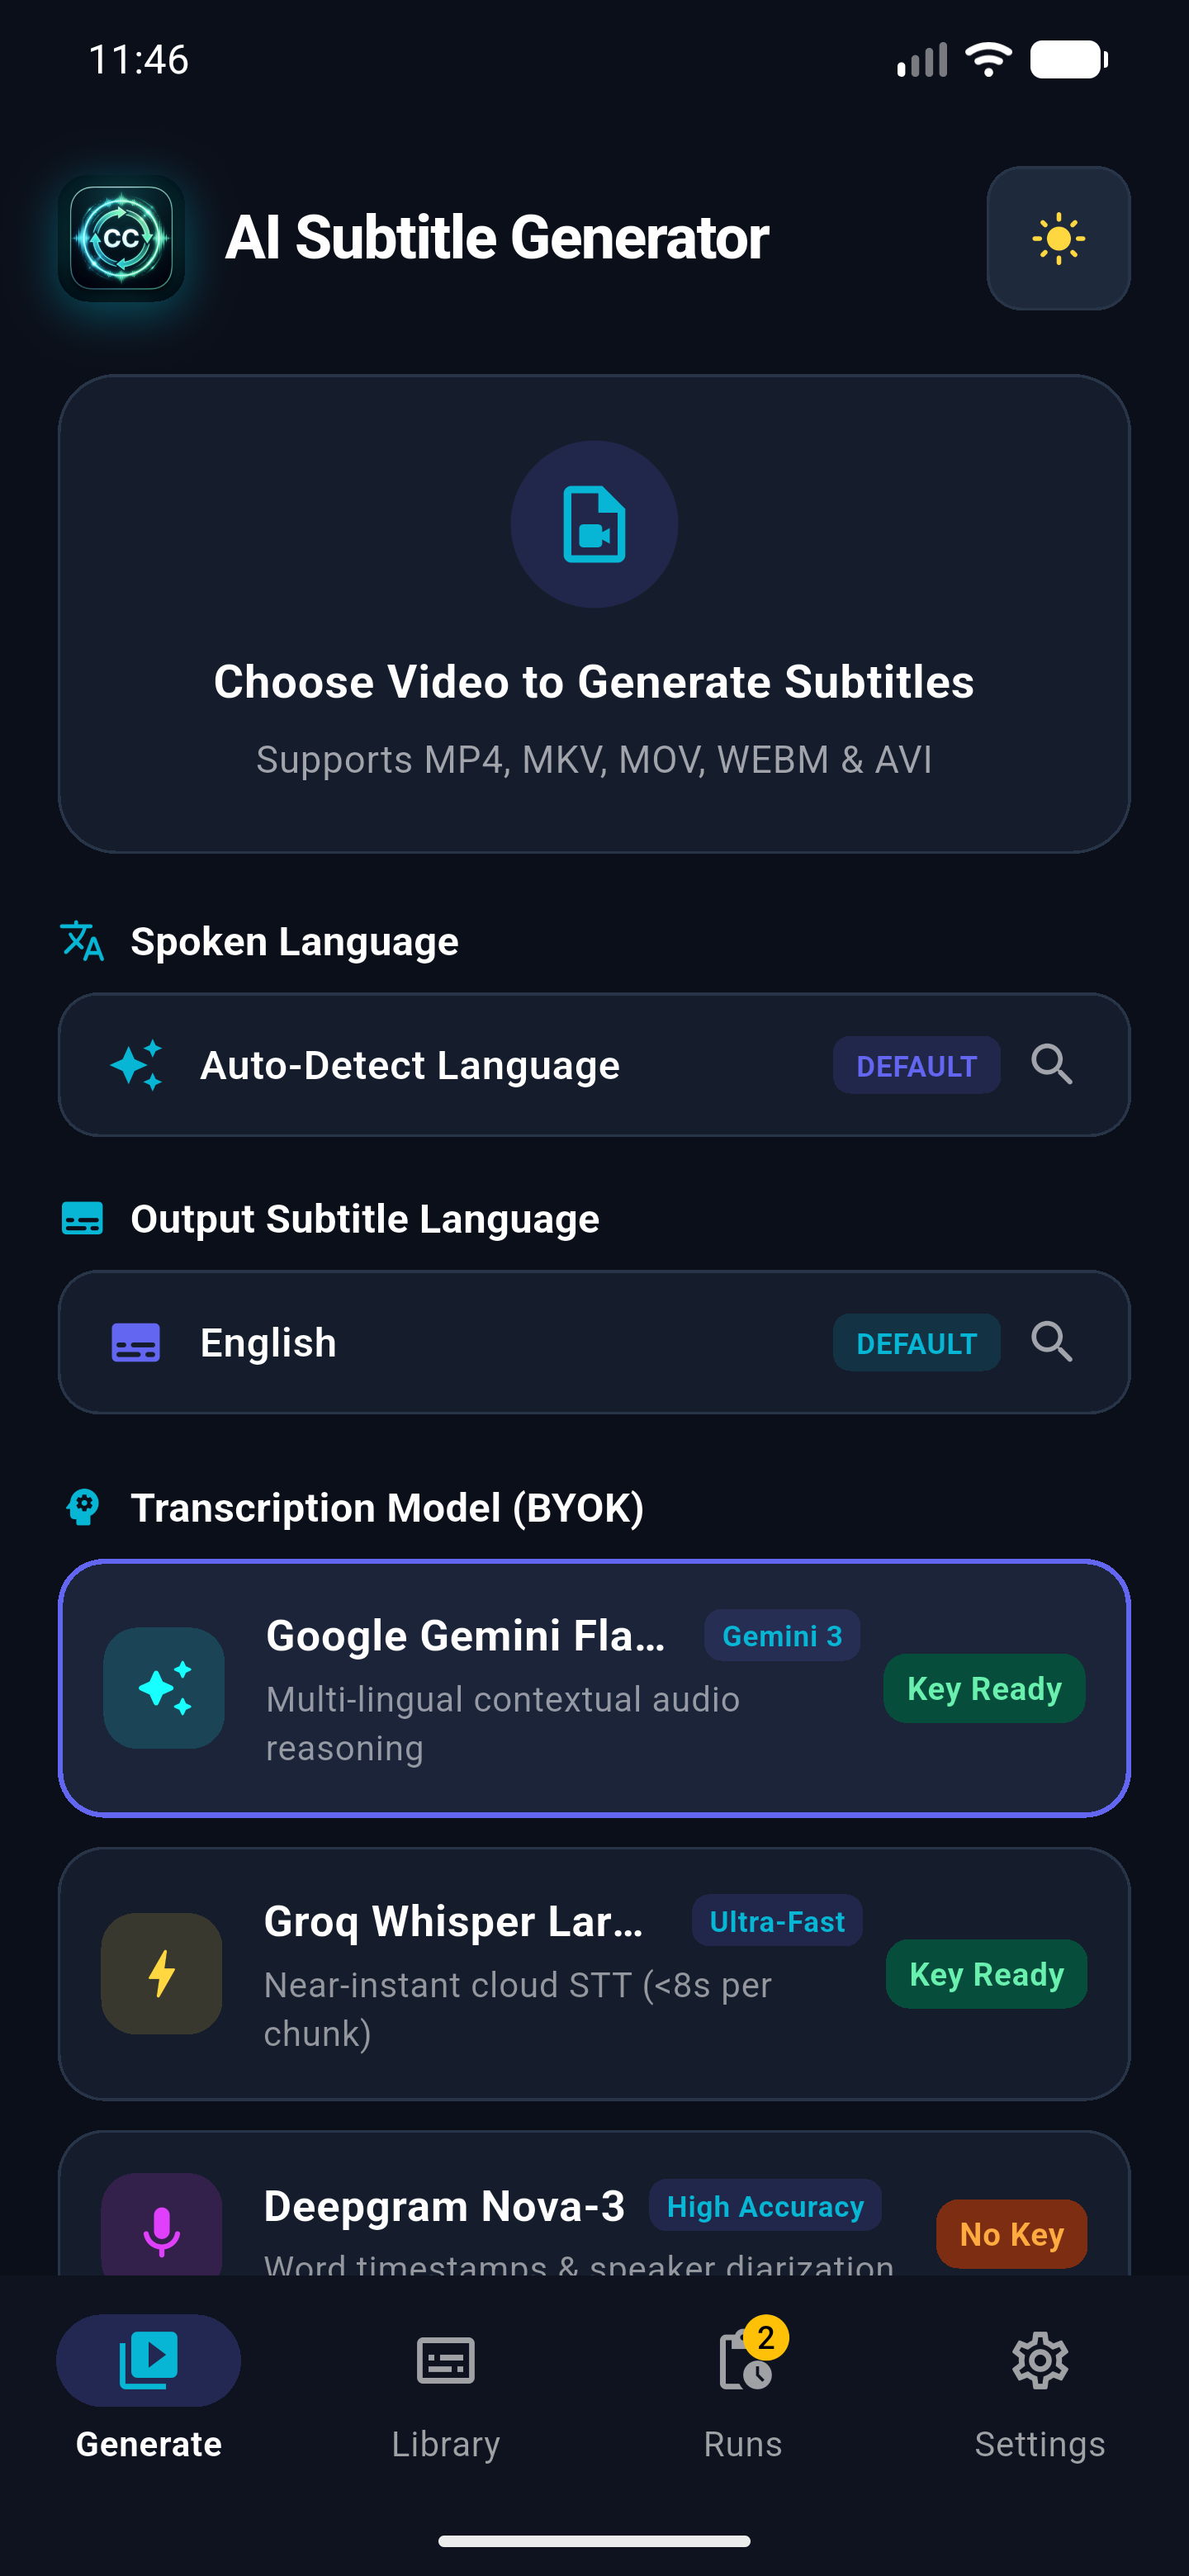 11:46
CC
AI Subtitle Generator
Choose Video to Generate Subtitles
Supports MP4, MKV, MOV, WEBM & AVI
Spoken Language
Auto-Detect Language
DEFAULT
Output Subtitle Language
English
DEFAULT
Transcription Model (BYOK)
Google Gemini Fla...
Gemini 3
Multi-lingual contextual audio
reasoning
Key Ready
Groq Whisper Lar...
Ultra-Fast
Near-instant cloud STT (<8s per
chunk)
Key Ready
Deepgram Nova-3
High Accuracy
Word timestamps & speaker diarization
No Key
2
Generate
Library
Runs
Settings